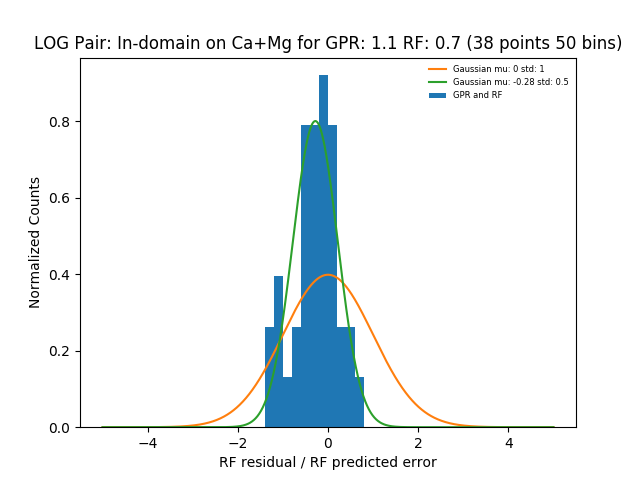 LOG Pair: In-domain on Ca+Mg for GPR: 1.1 RF: 0.7 (38 points 50 bins)
Gaussian mu: 0 std: 1
Gaussian mu: -0.28 std: 0.5
GPR and RF
Normalized Counts
0.8
0.6
0.4
0.2
0.0
−4 −2 0 2 4
RF residual / RF predicted error